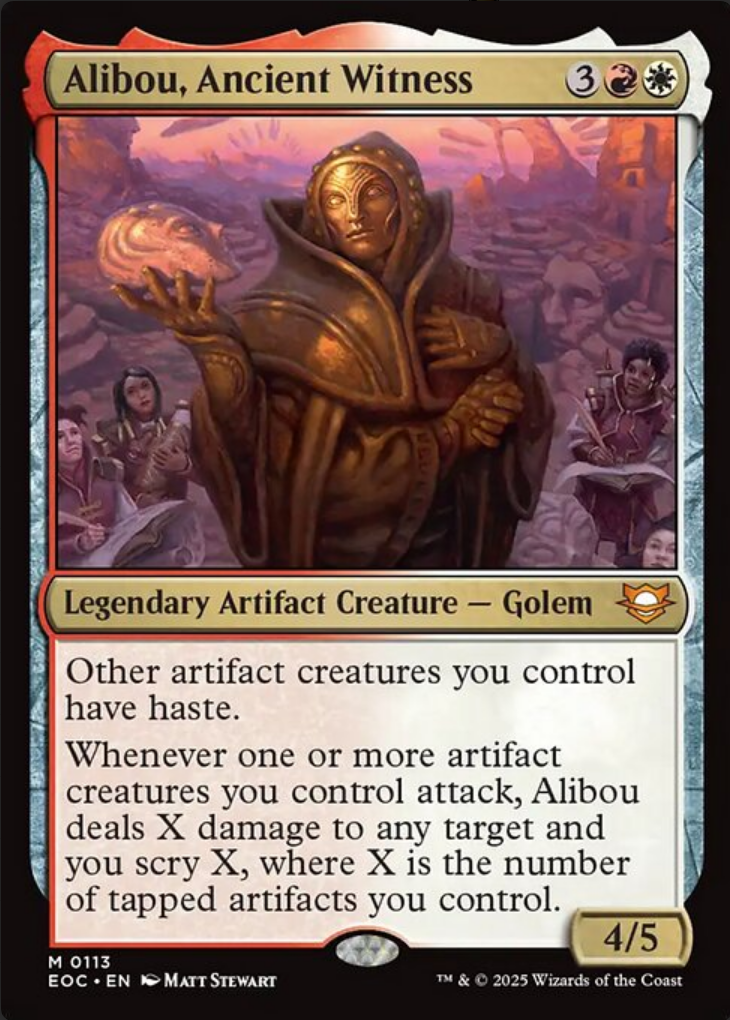 Alibou, Ancient Witness 3
Legendary Artifact Creature — Golem
Other artifact creatures you control
have haste.
Whenever one or more artifact
creatures you control attack, Alibou
deals X damage to any target and
you scry X, where X is the number
of tapped artifacts you control.
4/5
M 0113
EOC • EN Matt Stewart
™ & © 2025 Wizards of the Coast